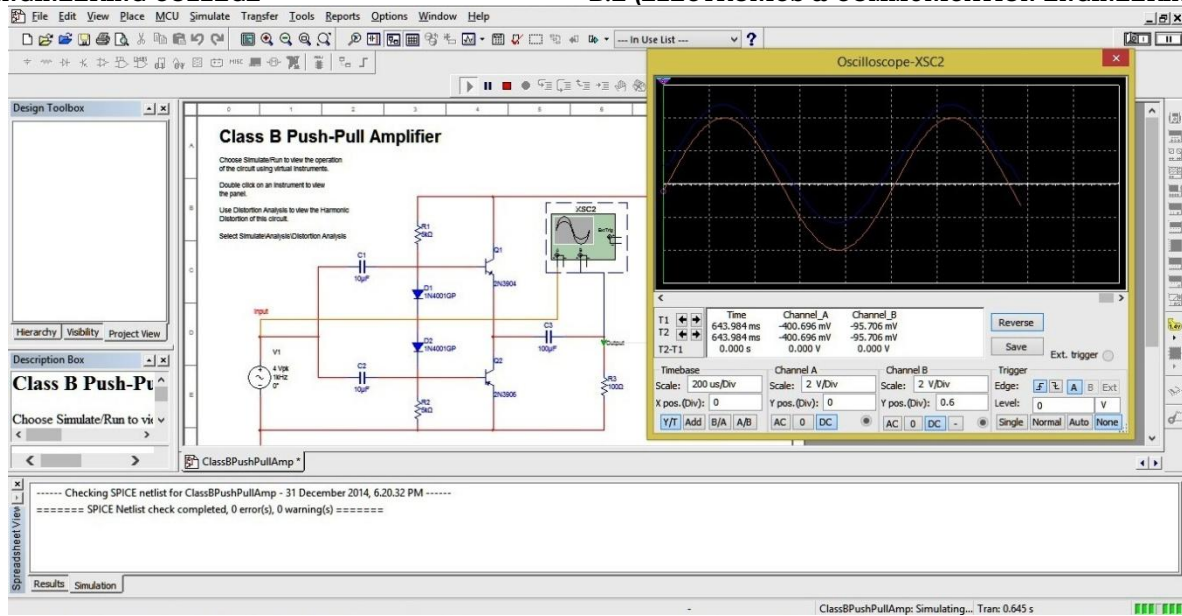 File Edit View Place MCU Simulate Transfer Tools Reports Options Window Help
--- In Use List ---
Design Toolbox
Hierarchy Visibility Project View
Description Box
Class B Push-Pu
Choose Simulate/Run to vie
Class B Push-Pull Amplifier
Choose Simulate/Run to view the operation
of the circuit using virtual instruments.
Double click on an instrument to view
the panel.
Use Distortion Analysis to view the Harmonic
Distortion of this circuit.
Select Simulate\Analysis\Distortion Analysis
XSC2
Ext Trig
R1
5kΩ
C1
10µF
Q1
2N3904
D1
1N4001GP
Input
D2
1N4001GP
C3
100µF
Output
V1
4 Vpk
1kHz
0°
C2
10µF
Q2
2N3906
R3
100Ω
R2
5kΩ
Oscilloscope-XSC2
Time Channel_A Channel_B
T1 643.984 ms -400.696 mV -95.706 mV
T2 643.984 ms -400.696 mV -95.706 mV
T2-T1 0.000 s 0.000 V 0.000 V
Reverse
Save
Ext. trigger
Timebase
Scale: 200 us/Div
X pos.(Div): 0
Y/T Add B/A A/B
Channel A
Scale: 2 V/Div
Y pos.(Div): 0
AC 0 DC
Channel B
Scale: 2 V/Div
Y pos.(Div): 0.6
AC 0 DC -
Trigger
Edge: A B Ext
Level: 0 V
Single Normal Auto None
ClassBPushPullAmp *
Spreadsheet View
------ Checking SPICE netlist for ClassBPushPullAmp - 31 December 2014, 6.20.32 PM ------
======= SPICE Netlist check completed, 0 error(s), 0 warning(s) =======
Results Simulation
ClassBPushPullAmp: Simulating... Tran: 0.645 s